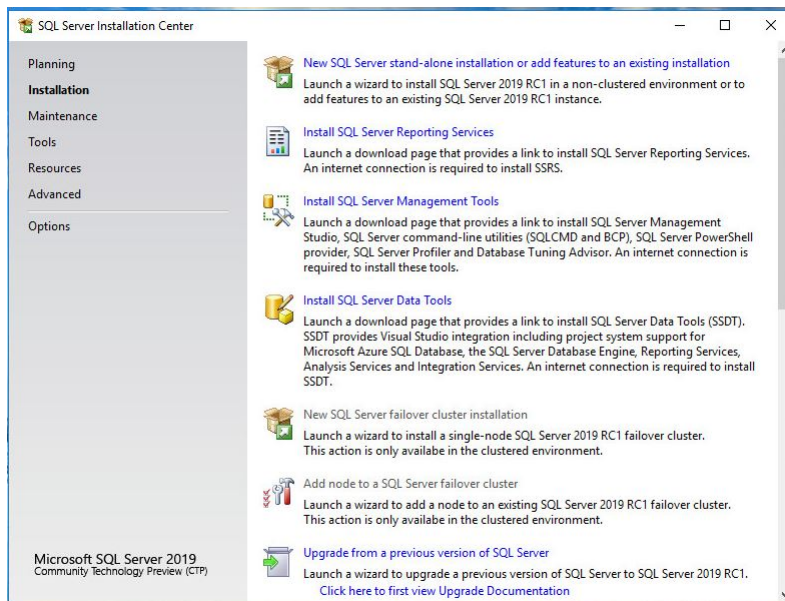 SQL Server Installation Center
Planning
Installation
Maintenance
Tools
Resources
Advanced
Options
Microsoft SQL Server 2019
Community Technology Preview (CTP)
New SQL Server stand-alone installation or add features to an existing installation
Launch a wizard to install SQL Server 2019 RC1 in a non-clustered environment or to
add features to an existing SQL Server 2019 RC1 instance.
Install SQL Server Reporting Services
Launch a download page that provides a link to install SQL Server Reporting Services.
An internet connection is required to install SSRS.
Install SQL Server Management Tools
Launch a download page that provides a link to install SQL Server Management
Studio, SQL Server command-line utilities (SQLCMD and BCP), SQL Server PowerShell
provider, SQL Server Profiler and Database Tuning Advisor. An internet connection is
required to install these tools.
Install SQL Server Data Tools
Launch a download page that provides a link to install SQL Server Data Tools (SSDT).
SSDT provides Visual Studio integration including project system support for
Microsoft Azure SQL Database, the SQL Server Database Engine, Reporting Services,
Analysis Services and Integration Services. An internet connection is required to install
SSDT.
New SQL Server failover cluster installation
Launch a wizard to install a single-node SQL Server 2019 RC1 failover cluster.
This action is only availabe in the clustered environment.
Add node to a SQL Server failover cluster
Launch a wizard to add a node to an existing SQL Server 2019 RC1 failover cluster.
This action is only availabe in the clustered environment.
Upgrade from a previous version of SQL Server
Launch a wizard to upgrade a previous version of SQL Server to SQL Server 2019 RC1.
Click here to first view Upgrade Documentation